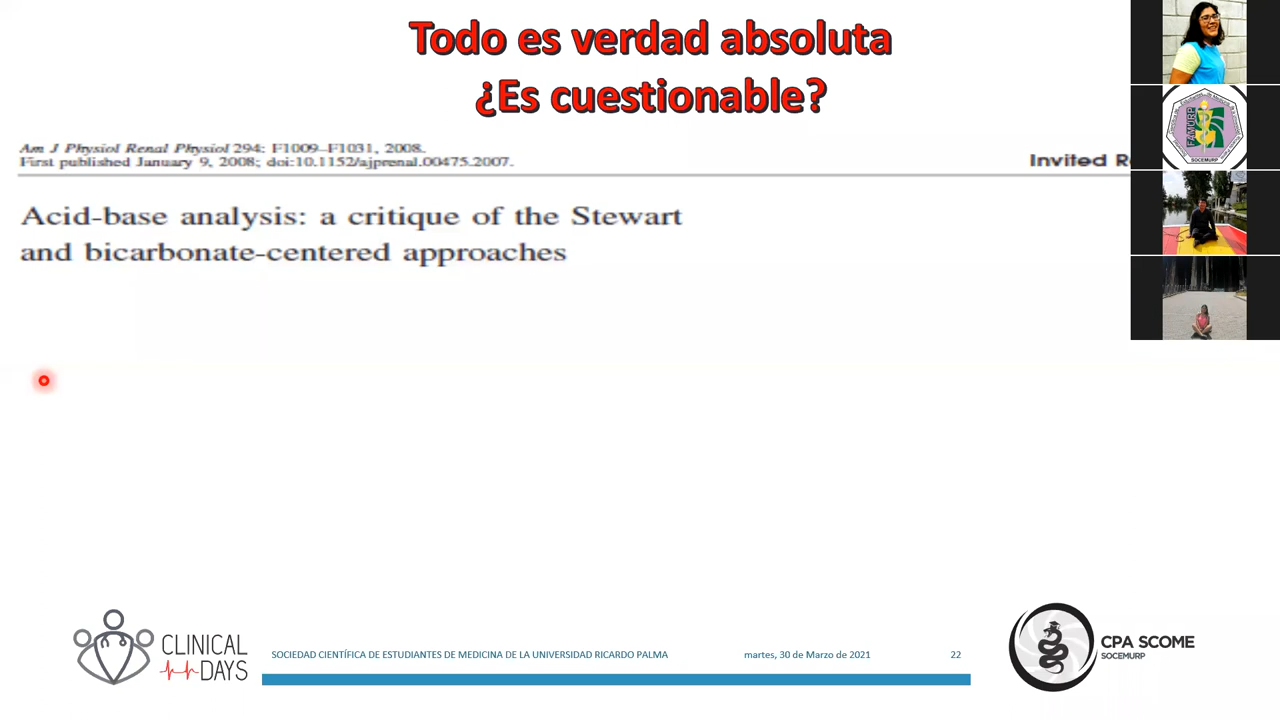 Todo es verdad absoluta
¿Es cuestionable?
Am J Physiol Renal Physiol 294: F1009–F1031, 2008.
First published January 9, 2008; doi:10.1152/ajprenal.00475.2007.
Invited
Acid-base analysis: a critique of the Stewart
and bicarbonate-centered approaches
FAMURP
SOCEMURP
CLINICAL
DAYS
SOCIEDAD CIENTÍFICA DE ESTUDIANTES DE MEDICINA DE LA UNIVERSIDAD RICARDO PALMA
martes, 30 de Marzo de 2021
22
CPA SCOME
SOCEMURP